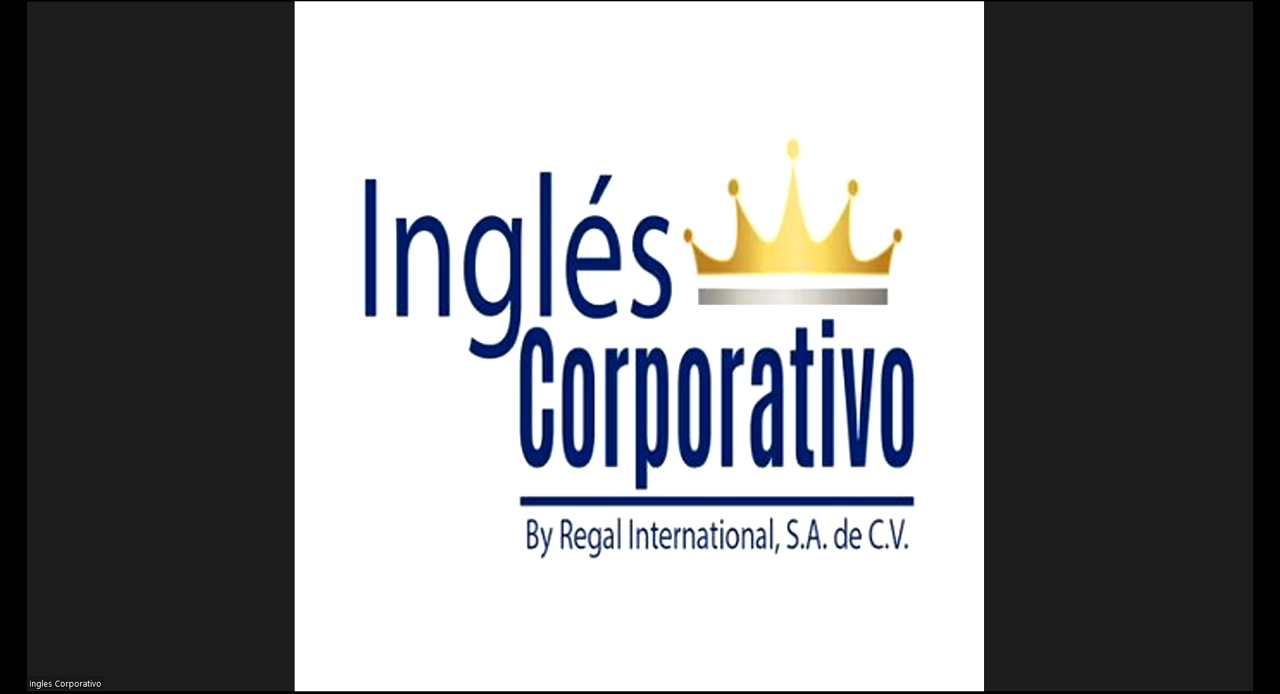 Inglés
Corporativo
By Regal International, S.A. de C.V.
Ingles Corporativo